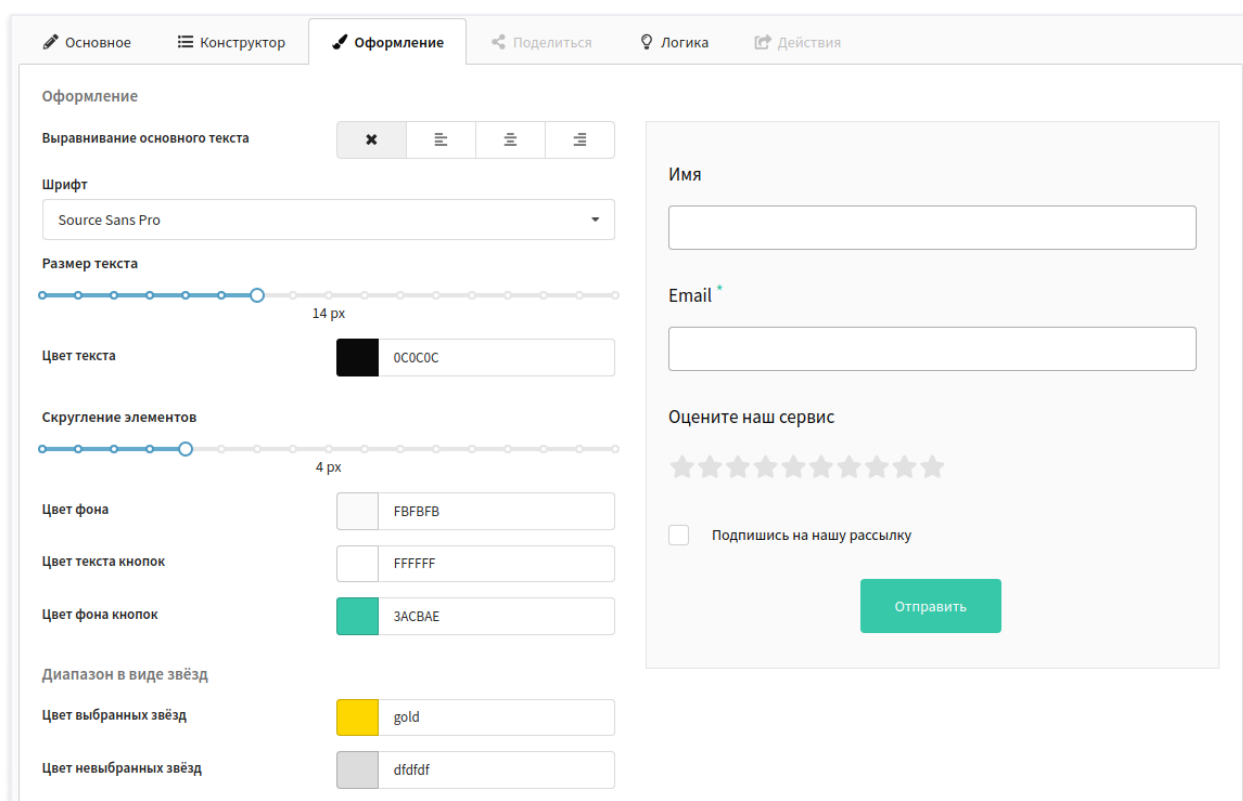 Основное Конструктор Оформление Поделиться Логика Действия
Оформление
Выравнивание основного текста
Шрифт
Source Sans Pro
Размер текста
14 px
Цвет текста 0C0C0C
Скругление элементов
4 px
Цвет фона FBFBFB
Цвет текста кнопок FFFFFF
Цвет фона кнопок 3ACBAE
Диапазон в виде звёзд
Цвет выбранных звёзд gold
Цвет невыбранных звёзд dfdfdf
Имя
Email *
Оцените наш сервис
Подпишись на нашу рассылку
Отправить